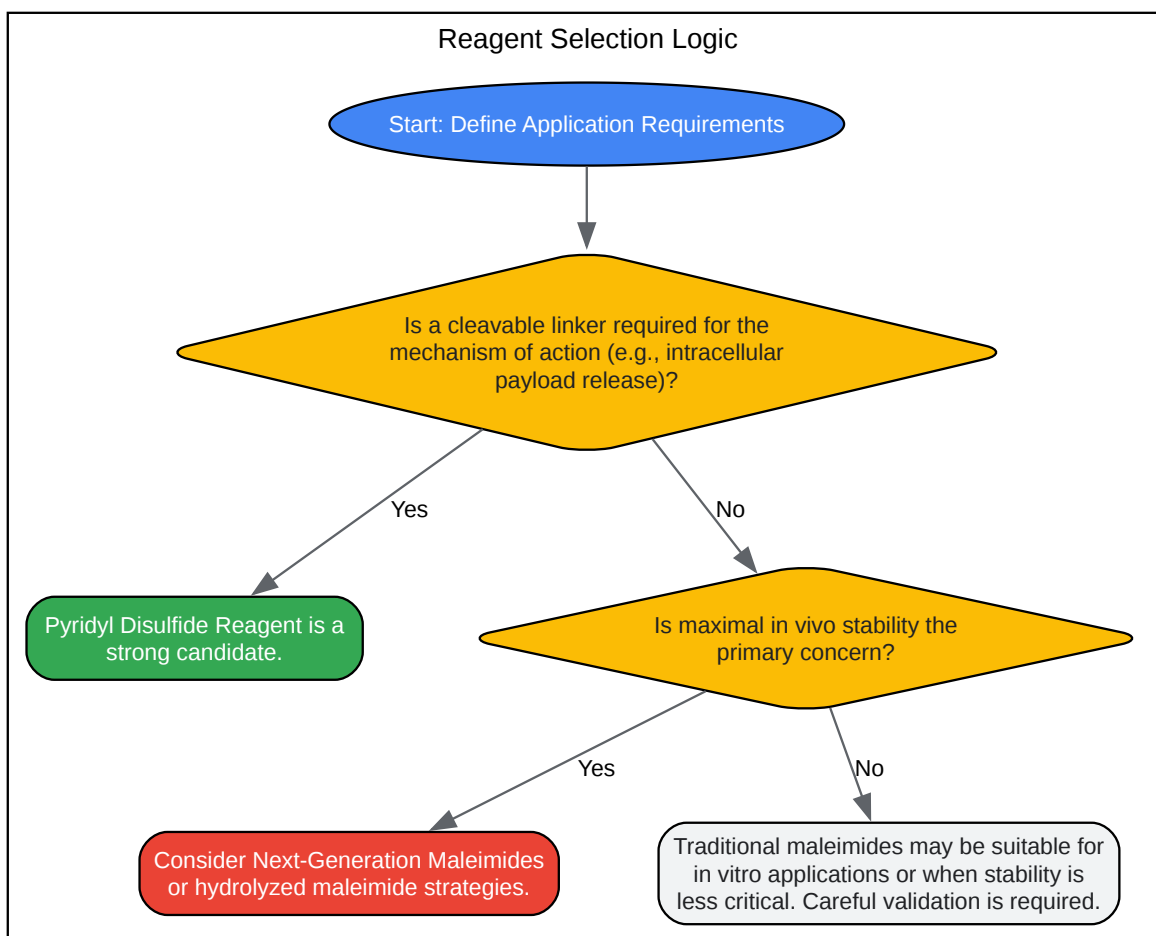 Reagent Selection Logic
Start: Define Application Requirements
Is a cleavable linker required for the
mechanism of action (e.g., intracellular
payload release)?
Yes
No
Pyridyl Disulfide Reagent is a
strong candidate.
Is maximal in vivo stability the
primary concern?
Yes
No
Consider Next-Generation Maleimides
or hydrolyzed maleimide strategies.
Traditional maleimides may be suitable for
in vitro applications or when stability is
less critical. Careful validation is required.